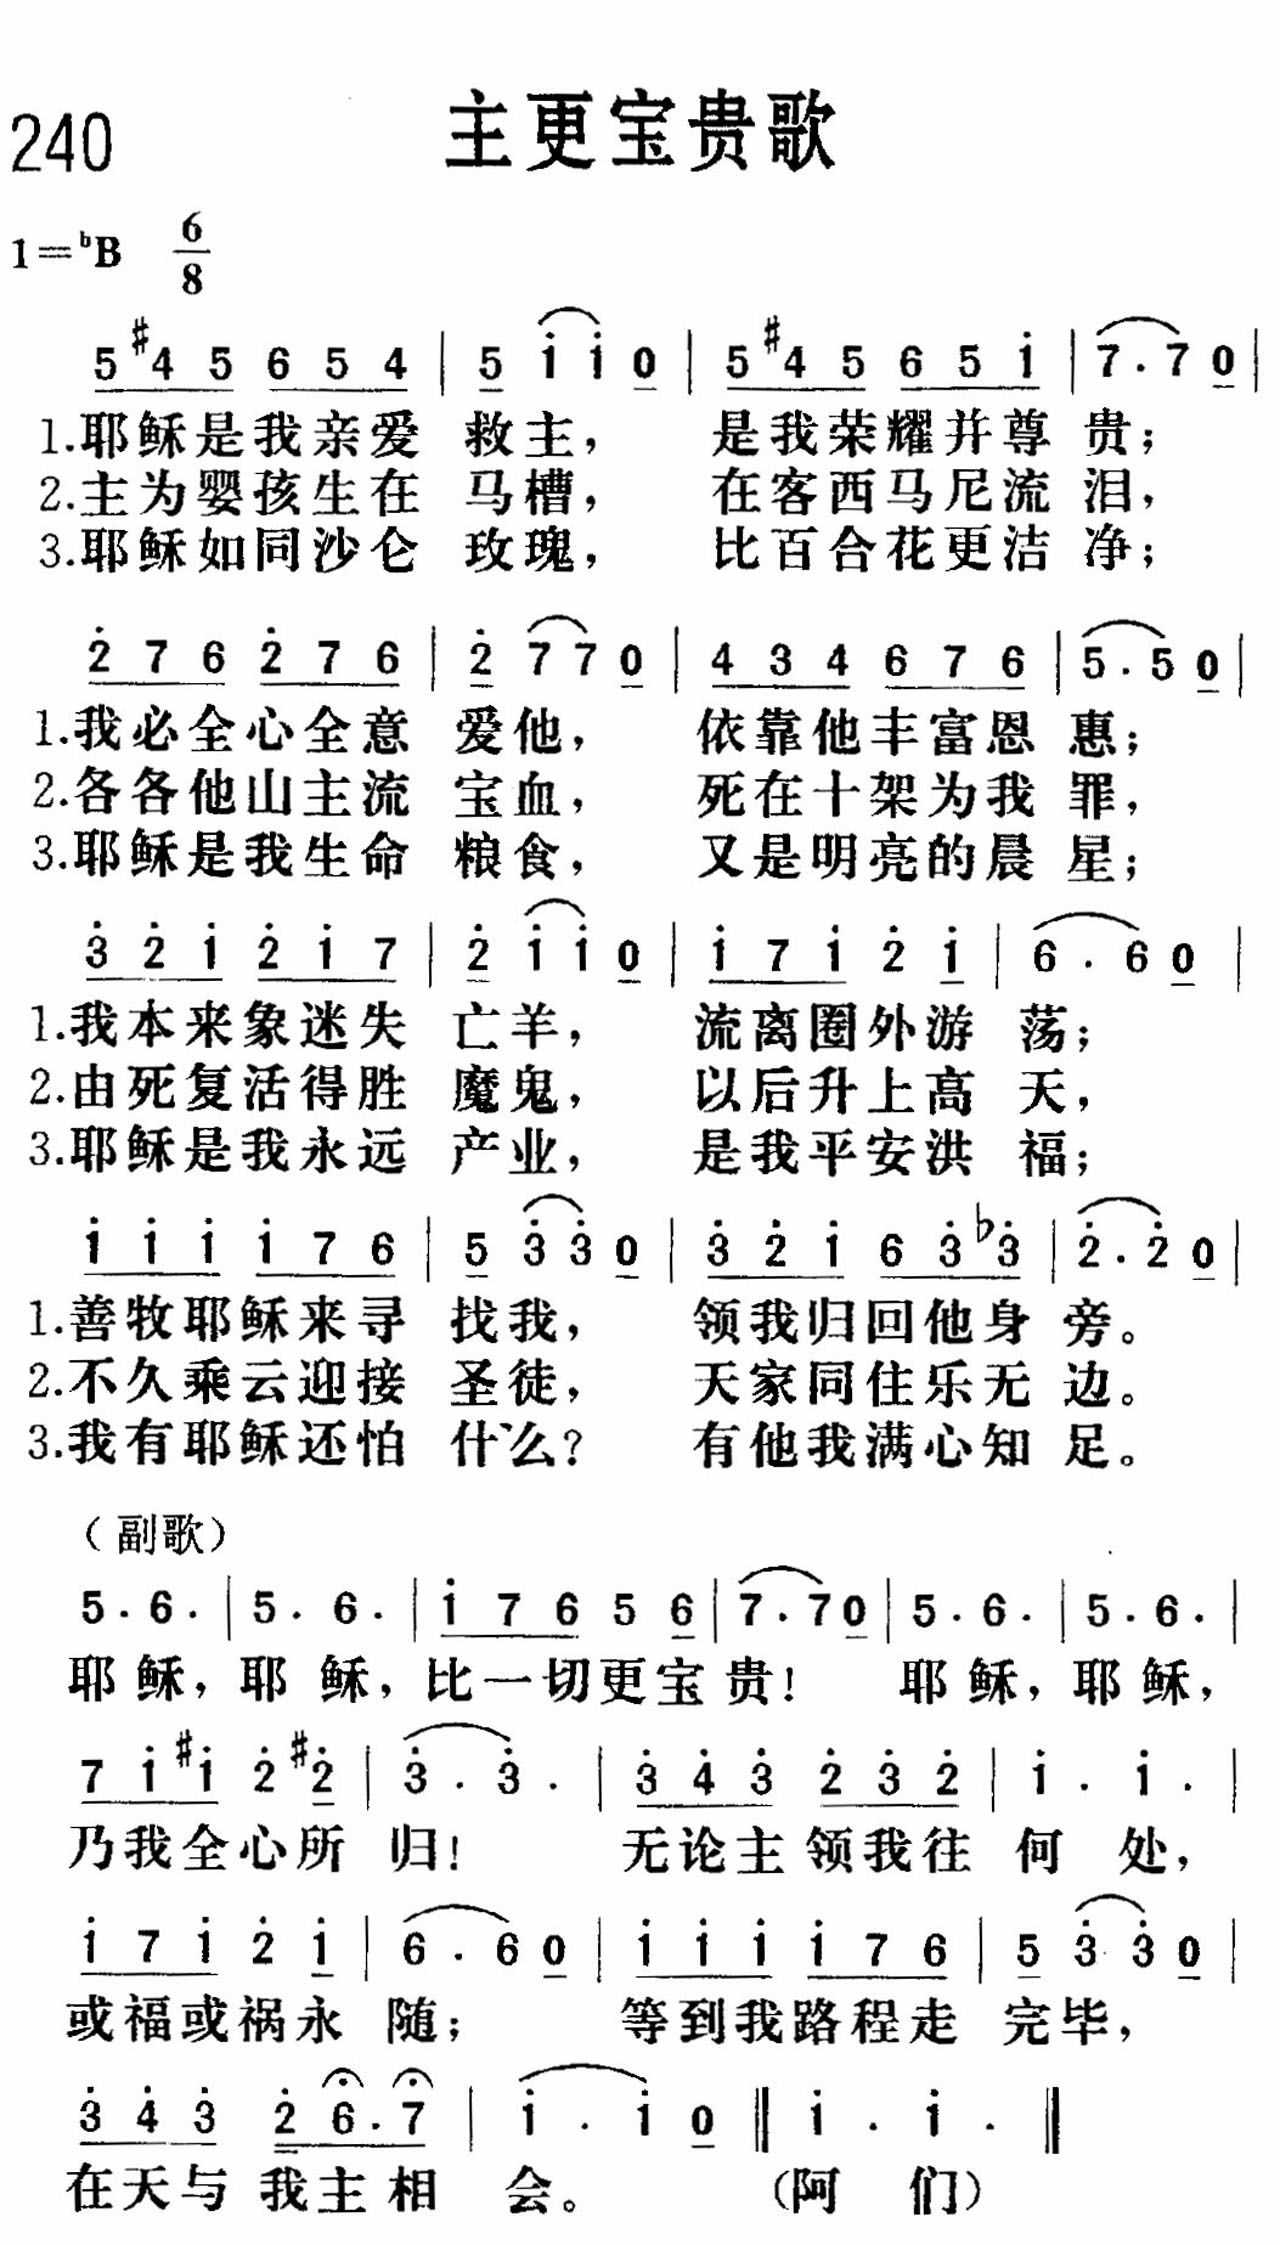 240 主更宝贵歌
1=♭B 6/8
5 #4 5 6 5 4 | 5 i i 0 | 5 #4 5 6 5 i | 7 . 7 0 |
1.耶稣是我亲爱 救主， 是我荣耀并尊 贵；
2.主为婴孩生在 马槽， 在客西马尼流 泪，
3.耶稣如同沙仑 玫瑰， 比百合花更洁 净；
2̇ 7 6 2̇ 7 6 | 2̇ 7 7 0 | 4 3 4 6 7 6 | 5 . 5 0 |
1.我必全心全意 爱他， 依靠他丰富恩 惠；
2.各各他山主流 宝血， 死在十架为我 罪，
3.耶稣是我生命 粮食， 又是明亮的晨 星；
3̇ 2̇ i 2̇ i 7 | 2̇ i i 0 | i 7 i 2̇ i | 6 . 6 0 |
1.我本来象迷失 亡羊， 流离圈外游 荡；
2.由死复活得胜 魔鬼， 以后升上高 天，
3.耶稣是我永远 产业， 是我平安洪 福；
i i i i 7 6 | 5 3̇ 3̇ 0 | 3̇ 2̇ i 6 3̇ ♭3̇ | 2̇ . 2̇ 0 |
1.善牧耶稣来寻 找我， 领我归回他身 旁。
2.不久乘云迎接 圣徒， 天家同住乐无 边。
3.我有耶稣还怕 什么？ 有他我满心知 足。
（副歌）
5 . 6 . | 5 . 6 . | i 7 6 5 6 | 7 . 7 0 | 5 . 6 . | 5 . 6 . |
耶 稣，耶 稣，比一切更宝 贵！ 耶 稣，耶 稣，
7 i #i 2̇ #2̇ | 3̇ . 3̇ . | 3̇ 4̇ 3̇ 2̇ 3̇ 2̇ | i . i . |
乃我全心所 归！ 无论主 领我往 何 处，
i 7 i 2̇ i | 6 . 6 0 | i i i i 7 6 | 5 3̇ 3̇ 0 |
或福或祸永 随； 等到我路程走 完毕，
3̇ 4̇ 3̇ 2̇ 6 . 7 | i . i 0 ‖ i . i . ‖
在天与 我主 相 会。 （阿 们）